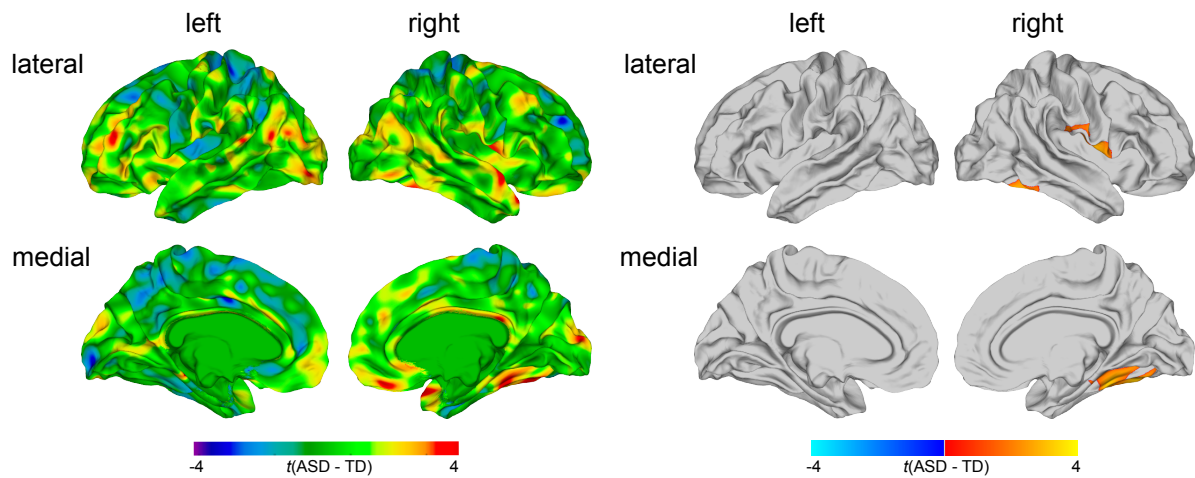 left right
lateral
medial
-4 t(ASD - TD) 4
left right
lateral
medial
-4 t(ASD - TD) 4